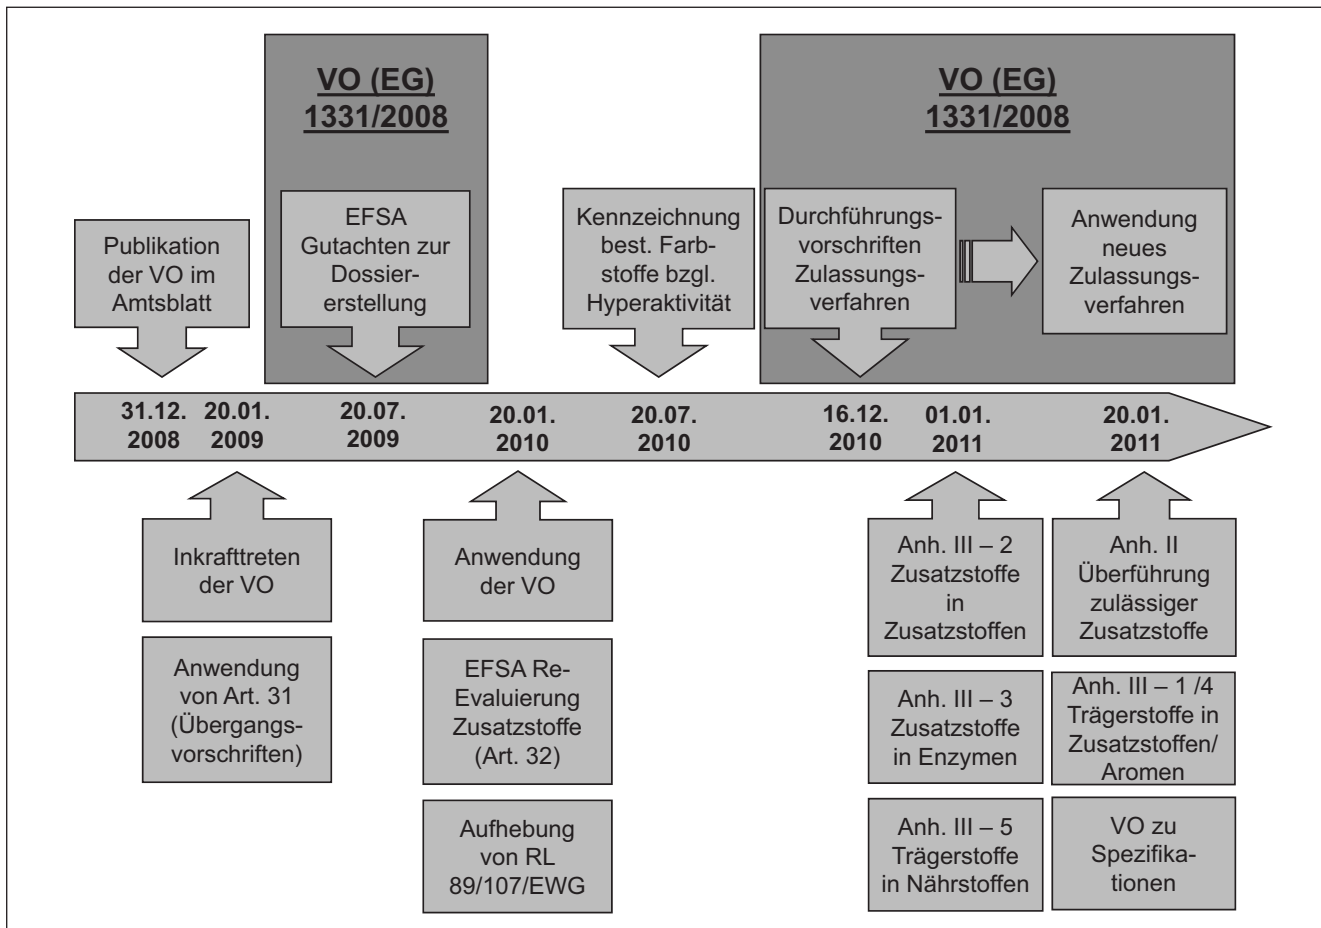 VO (EG)
1331/2008
VO (EG)
1331/2008
Publikation
der VO im
Amtsblatt
EFSA
Gutachten zur
Dossier-
erstellung
Kennzeichnung
best. Farb-
stoffe bzgl.
Hyperaktivität
Durchführungs-
vorschriften
Zulassungs-
verfahren
Anwendung
neues
Zulassungs-
verfahren
31.12.
2008
20.01.
2009
20.07.
2009
20.01.
2010
20.07.
2010
16.12.
2010
01.01.
2011
20.01.
2011
Inkrafttreten
der VO
Anwendung
von Art. 31
(Übergangs-
vorschriften)
Anwendung
der VO
EFSA Re-
Evaluierung
Zusatzstoffe
(Art. 32)
Aufhebung
von RL
89/107/EWG
Anh. III – 2
Zusatzstoffe
in
Zusatzstoffen
Anh. III – 3
Zusatzstoffe
in Enzymen
Anh. III – 5
Trägerstoffe
in Nährstoffen
Anh. II
Überführung
zulässiger
Zusatzstoffe
Anh. III – 1 /4
Trägerstoffe in
Zusatzstoffen/
Aromen
VO zu
Spezifika-
tionen